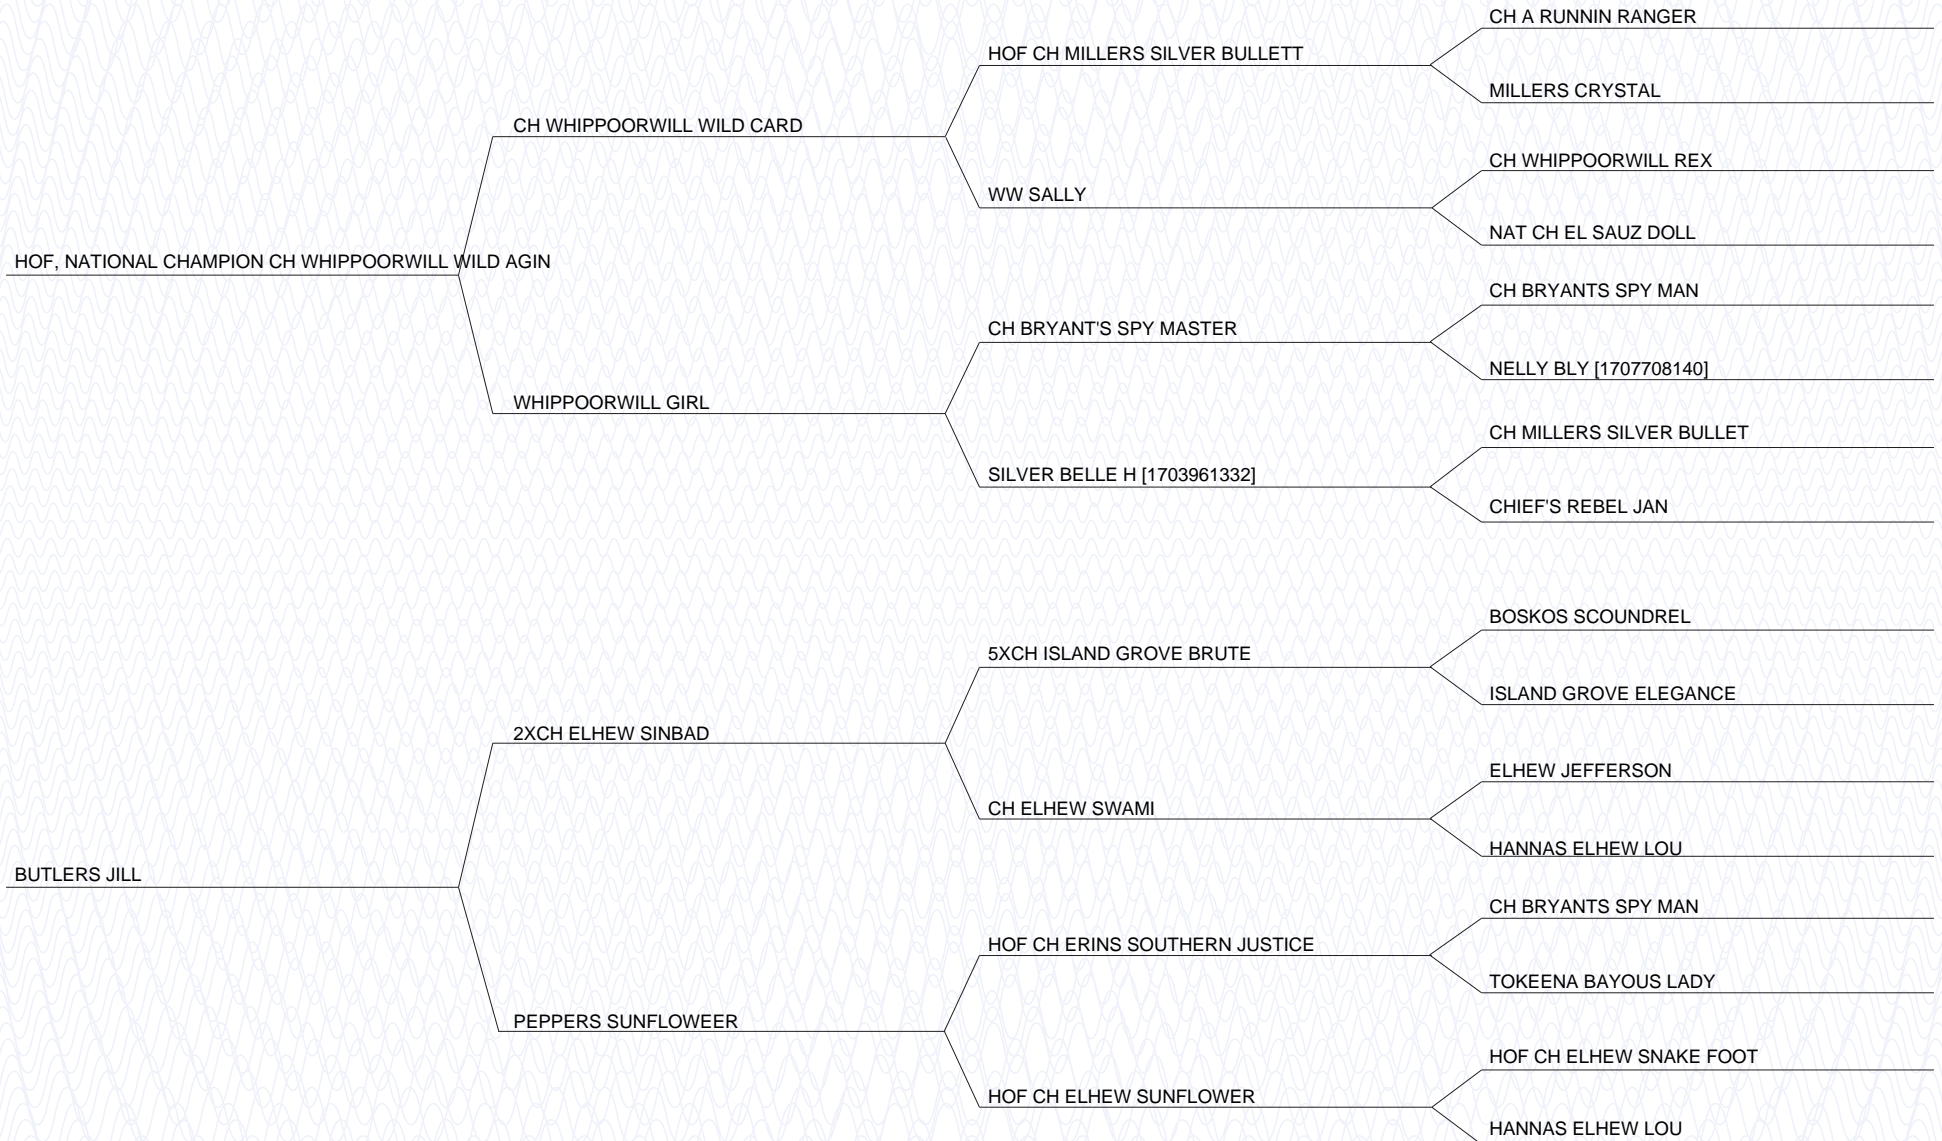 CH A RUNNIN RANGER
HOF CH MILLERS SILVER BULLETT
MILLERS CRYSTAL
CH WHIPPOORWILL WILD CARD
CH WHIPPOORWILL REX
WW SALLY
NAT CH EL SAUZ DOLL
HOF, NATIONAL CHAMPION CH WHIPPOORWILL WILD AGIN
CH BRYANTS SPY MAN
CH BRYANT'S SPY MASTER
NELLY BLY [1707708140]
WHIPPOORWILL GIRL
CH MILLERS SILVER BULLET
SILVER BELLE H [1703961332]
CHIEF'S REBEL JAN
BOSKOS SCOUNDREL
5XCH ISLAND GROVE BRUTE
ISLAND GROVE ELEGANCE
2XCH ELHEW SINBAD
ELHEW JEFFERSON
CH ELHEW SWAMI
HANNAS ELHEW LOU
BUTLERS JILL
CH BRYANTS SPY MAN
HOF CH ERINS SOUTHERN JUSTICE
TOKEENA BAYOUS LADY
PEPPERS SUNFLOWEER
HOF CH ELHEW SNAKE FOOT
HOF CH ELHEW SUNFLOWER
HANNAS ELHEW LOU